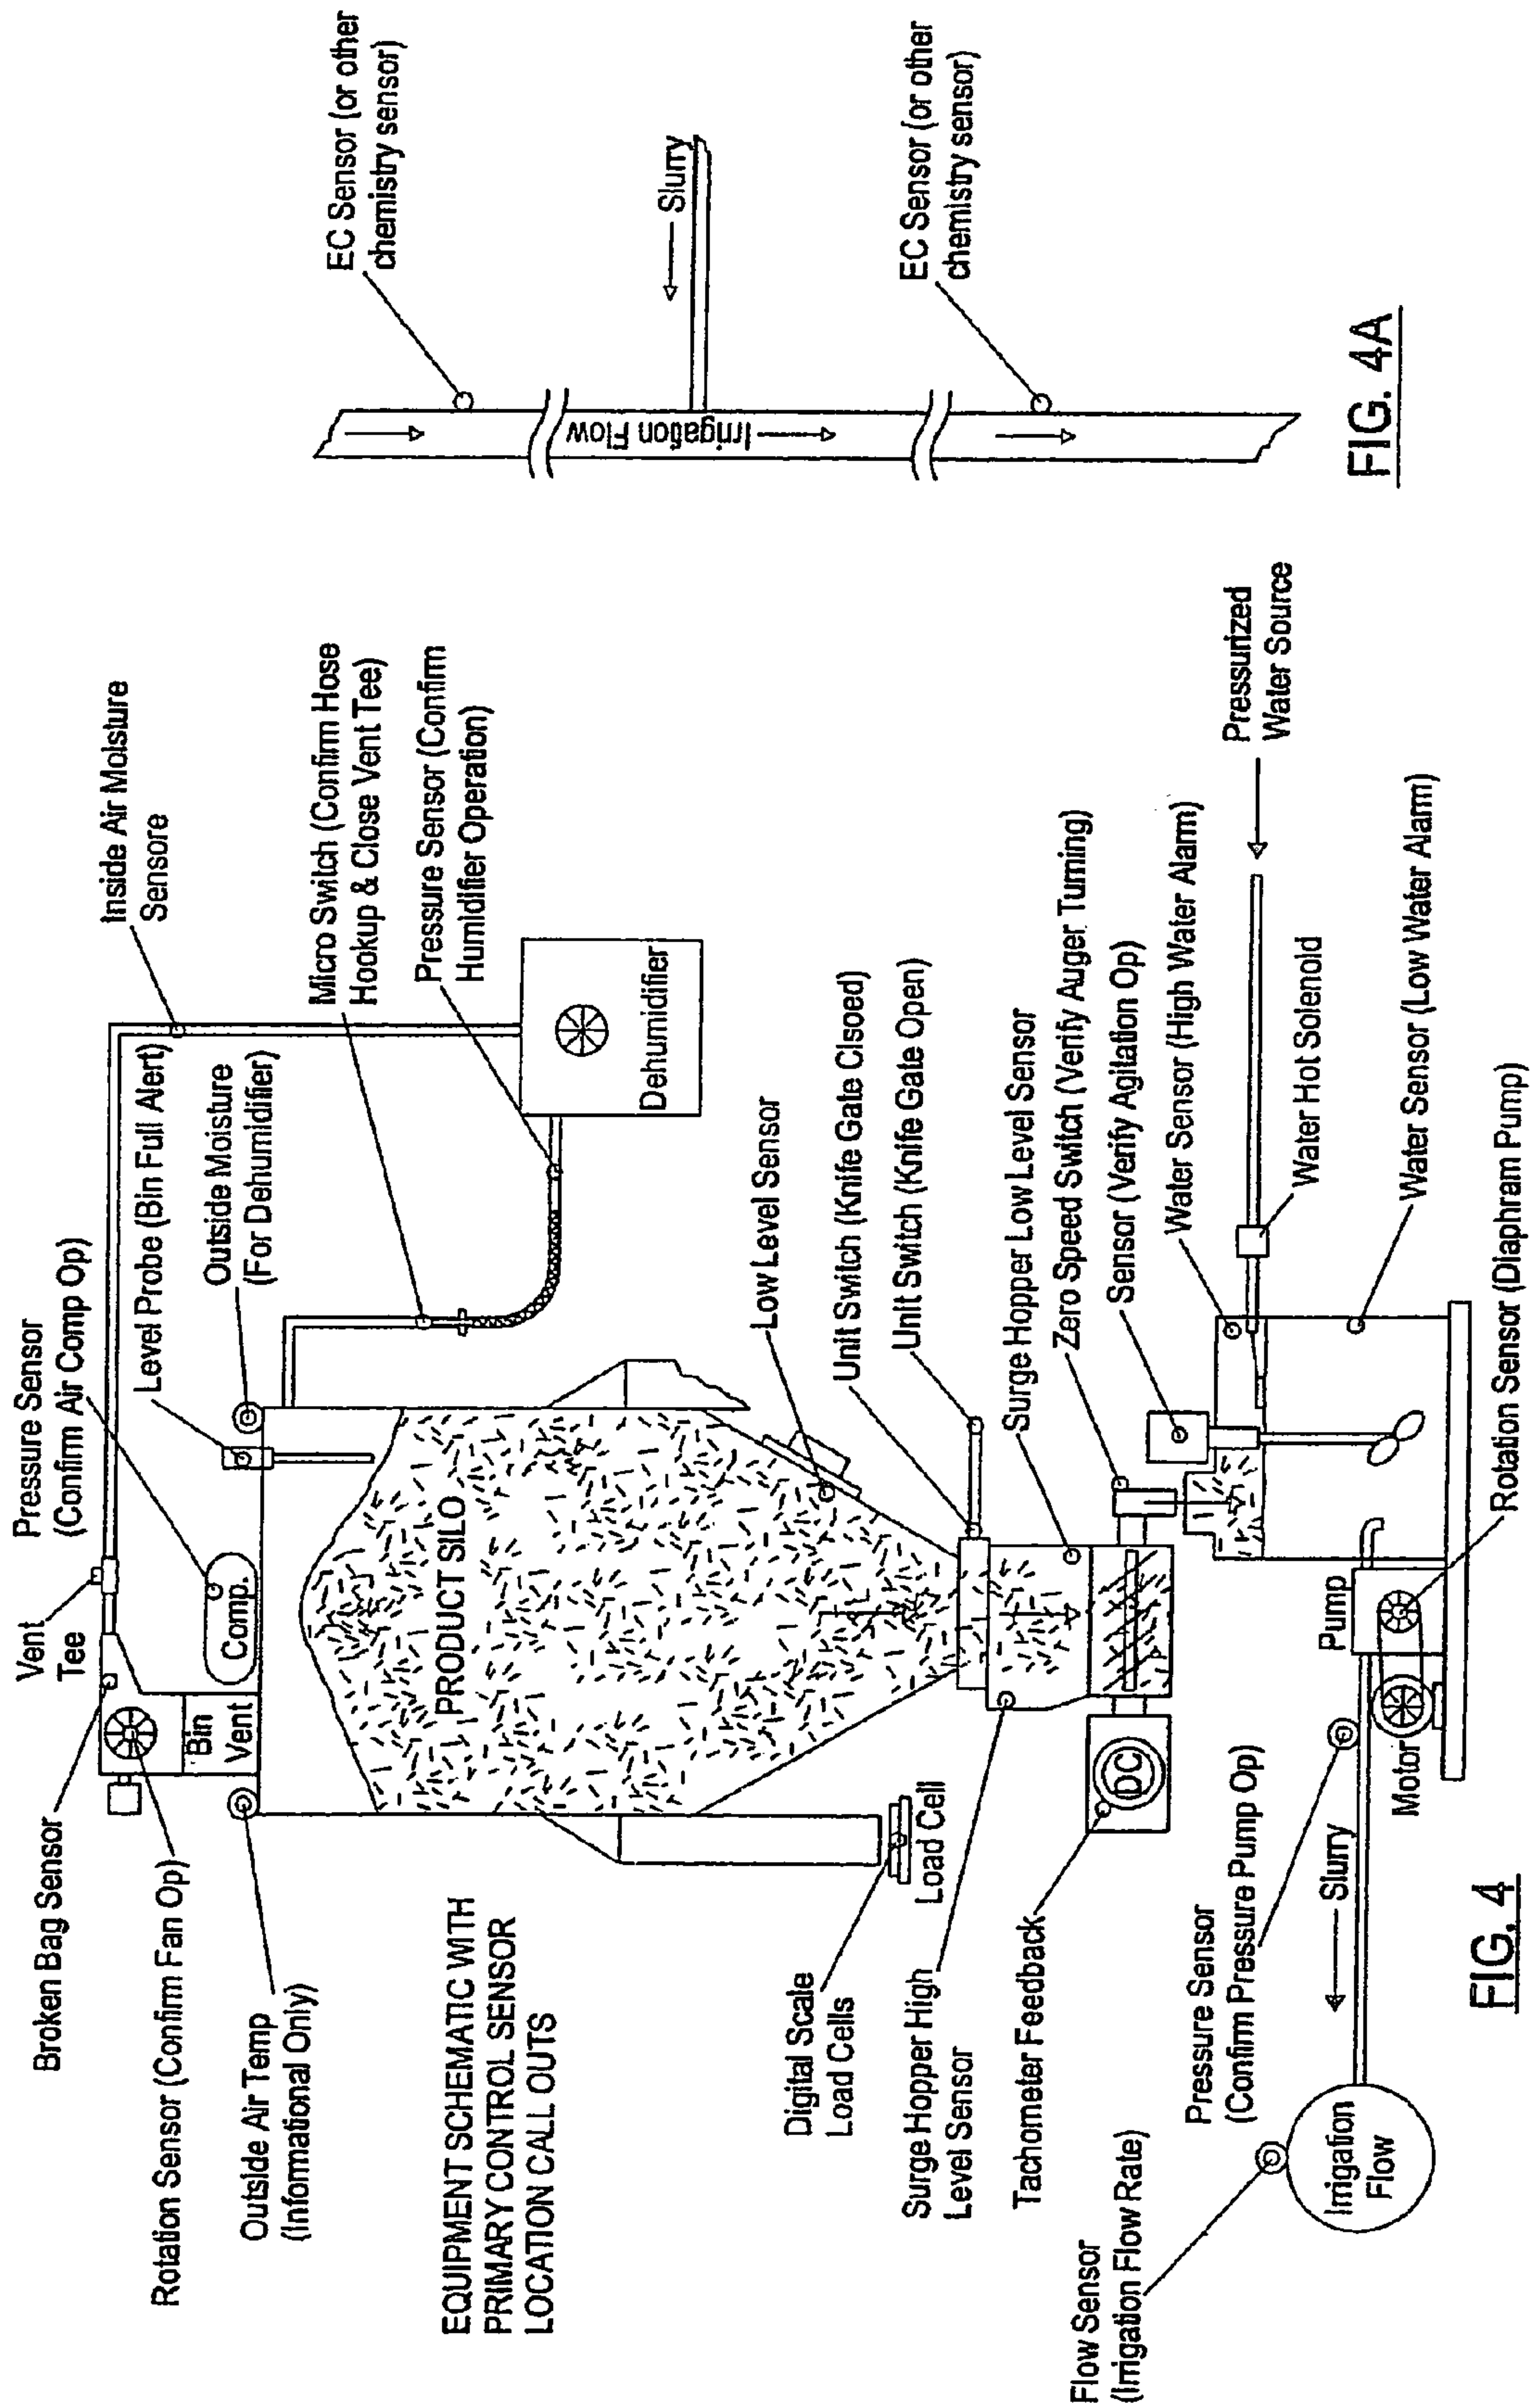 Broken Bag Sensor
Vent
Tee
Pressure Sensor
(Confirm Air Comp Op)
Level Probe (Bin Full Alert)
Inside Air Moisture
Sensore
Rotation Sensor (Confirm Fan Op)
Bin
Vent
Comp.
Outside Moisture
(For Dehumidifier)
Outside Air Temp
(Informational Only)
Micro Switch (Confirm Hose
Hookup & Close Vent Tee)
Pressure Sensor (Confirm
Humidifier Operation)
PRODUCT SILO
Dehumidifier
EQUIPMENT SCHEMATIC WITH
PRIMARY CONTROL SENSOR
LOCATION CALL OUTS
Low Level Sensor
Digital Scale
Load Cells
Load Cell
Unit Switch (Knife Gate Clsoed)
Unit Switch (Knife Gate Open)
Surge Hopper High
Level Sensor
Surge Hopper Low Level Sensor
Zero Speed Switch (Verify Auger Turning)
Tachometer Feedback
DC
Sensor (Verify Agitation Op)
Water Sensor (High Water Alarm)
Pressurized
Water Source
Water Hot Solenold
Water Sensor (Low Water Alarm)
Pressure Sensor
(Confirm Pressure Pump Op)
Pump
Motor
Slurry
Rotation Sensor (Diaphram Pump)
Flow Sensor
(Irrigation Flow Rate)
Irrigation
Flow
FIG. 4
EC Sensor (or other
chemistry sensor)
Slurry
Irrigation Flow
EC Sensor (or other
chemistry sensor)
FIG. 4A